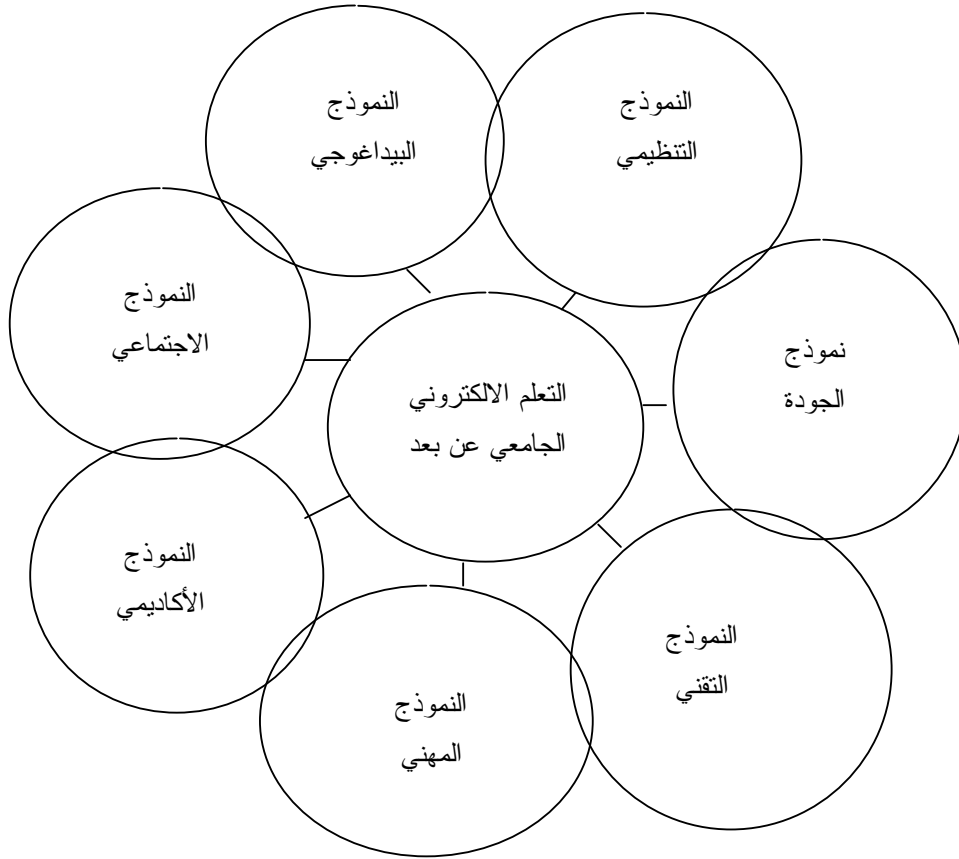 النموذج
التنظيمي
النموذج
البيداغوجي
النموذج
الاجتماعي
نموذج
الجودة
التعلم الالكتروني
الجامعي عن بعد
النموذج
الأكاديمي
النموذج
التقني
النموذج
المهني